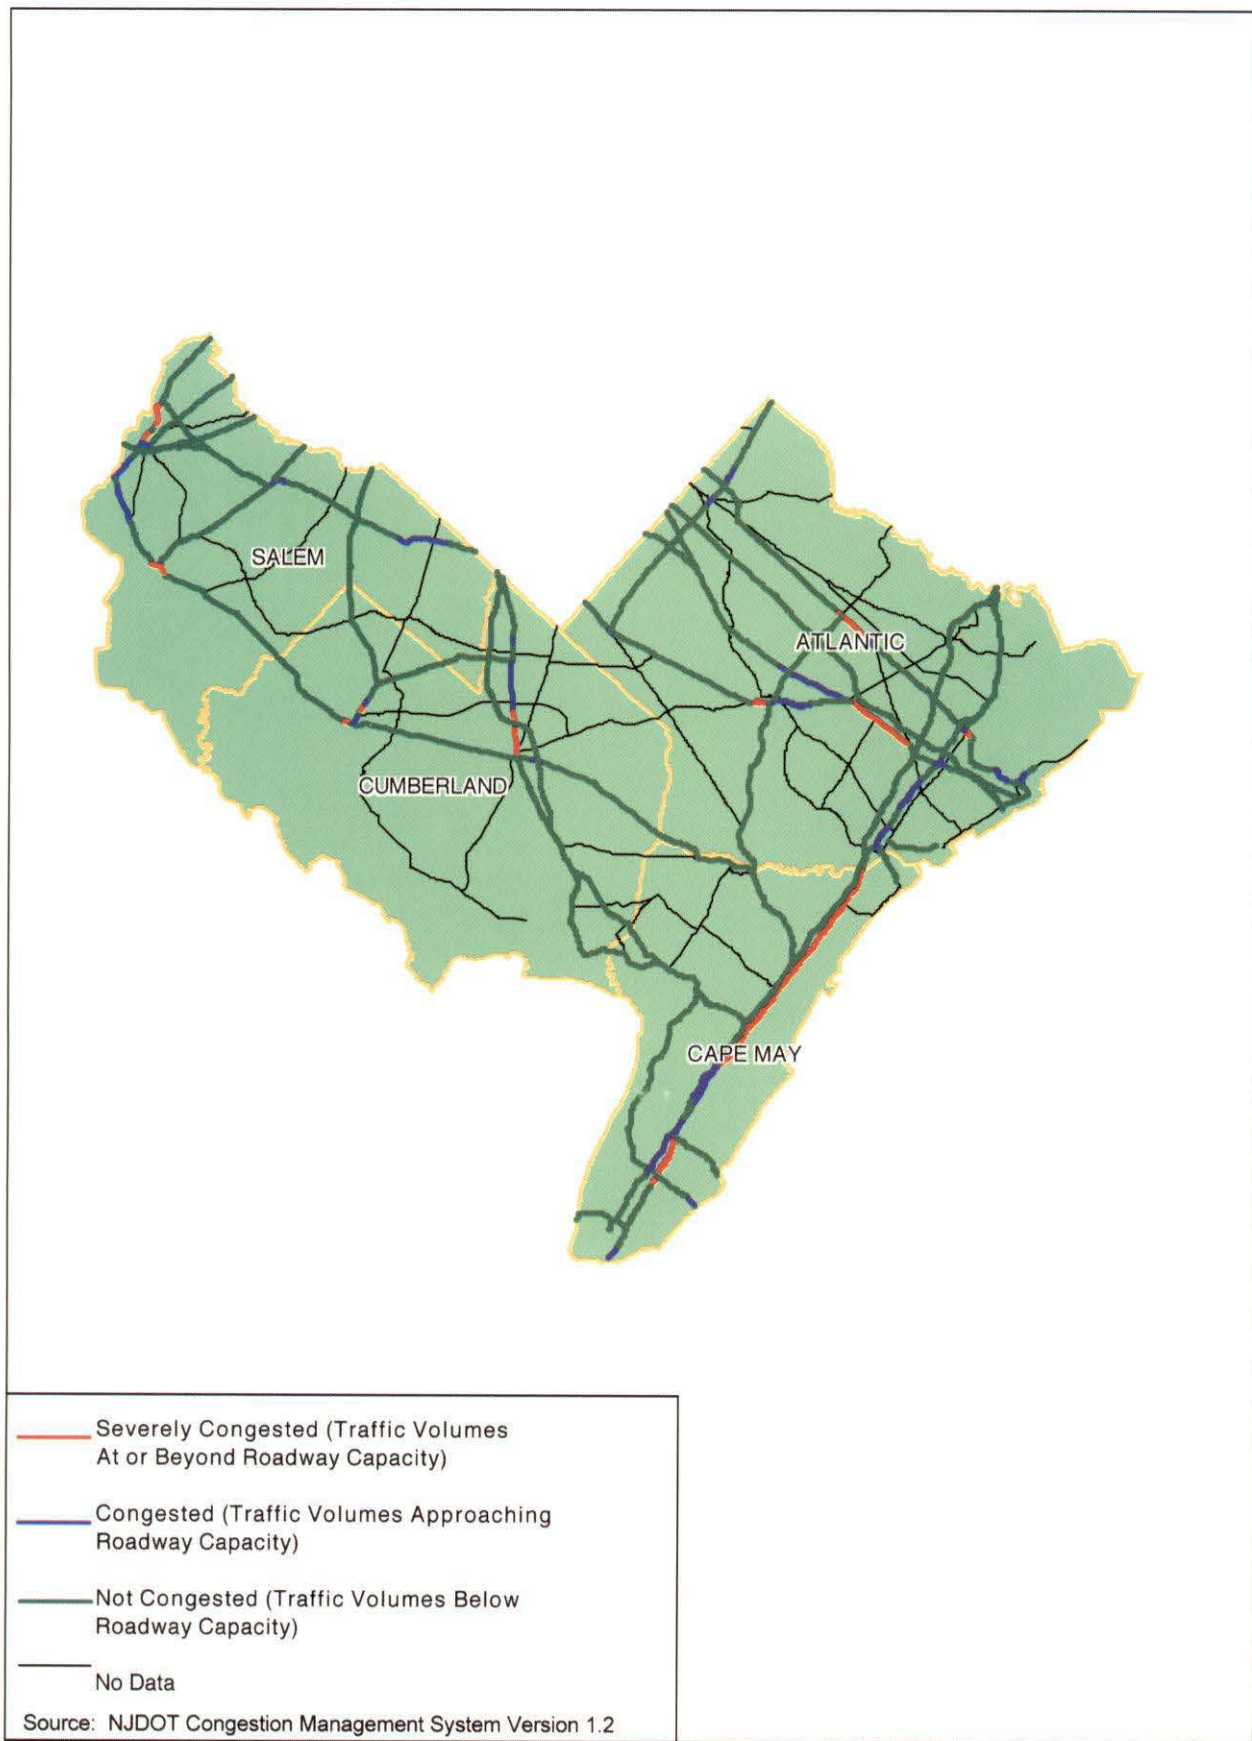 SALEM
ATLANTIC
CUMBERLAND
CAPE MAY
Severely Congested (Traffic Volumes
At or Beyond Roadway Capacity)
Congested (Traffic Volumes Approaching
Roadway Capacity)
Not Congested (Traffic Volumes Below
Roadway Capacity)
No Data
Source: NJDOT Congestion Management System Version 1.2